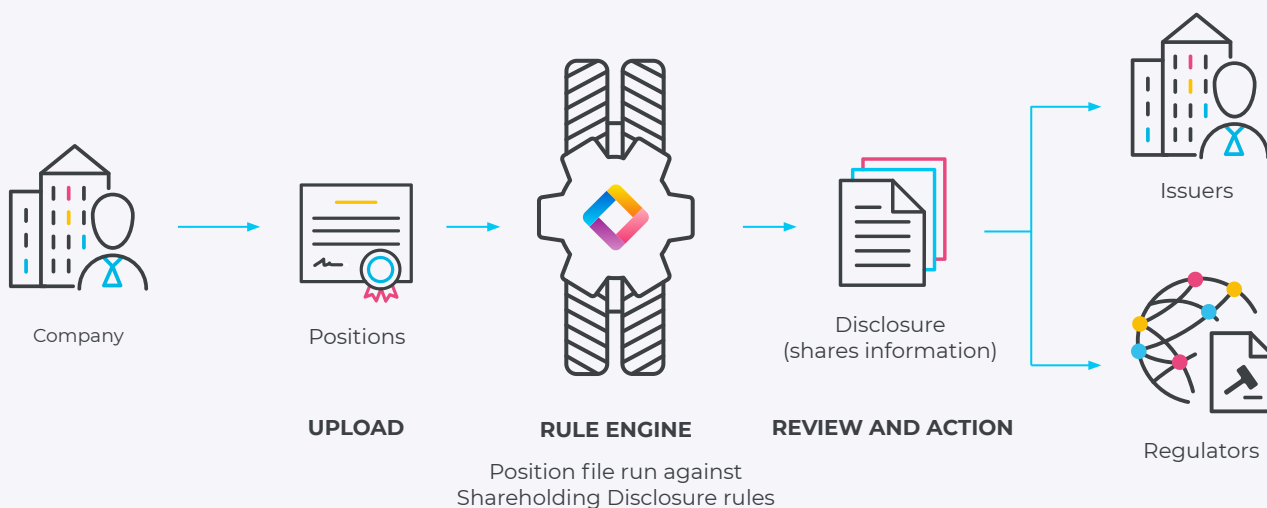 Company
Positions
UPLOAD
RULE ENGINE
Position file run against
Shareholding Disclosure rules
Disclosure
(shares information)
REVIEW AND ACTION
Issuers
Regulators